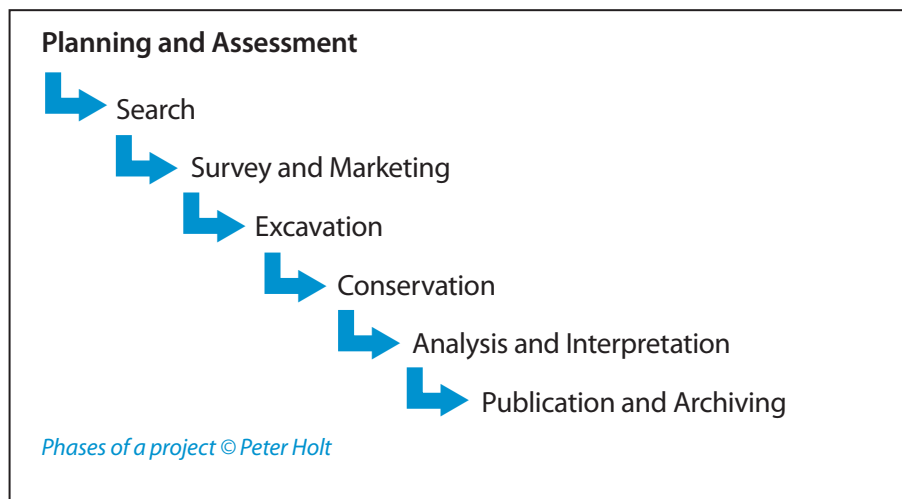 Planning and Assessment
Search
Survey and Marketing
Excavation
Conservation
Analysis and Interpretation
Publication and Archiving
Phases of a project © Peter Holt